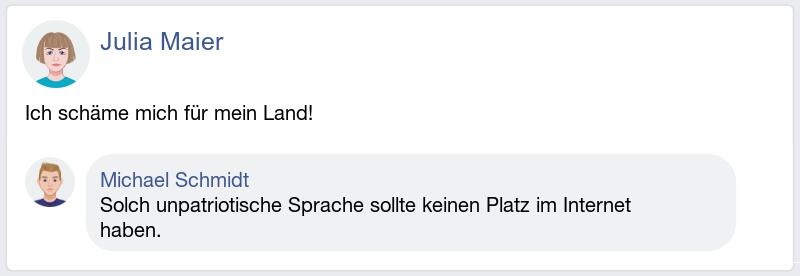 Julia Maier
Ich schäme mich für mein Land!
Michael Schmidt
Solch unpatriotische Sprache sollte keinen Platz im Internet
haben.